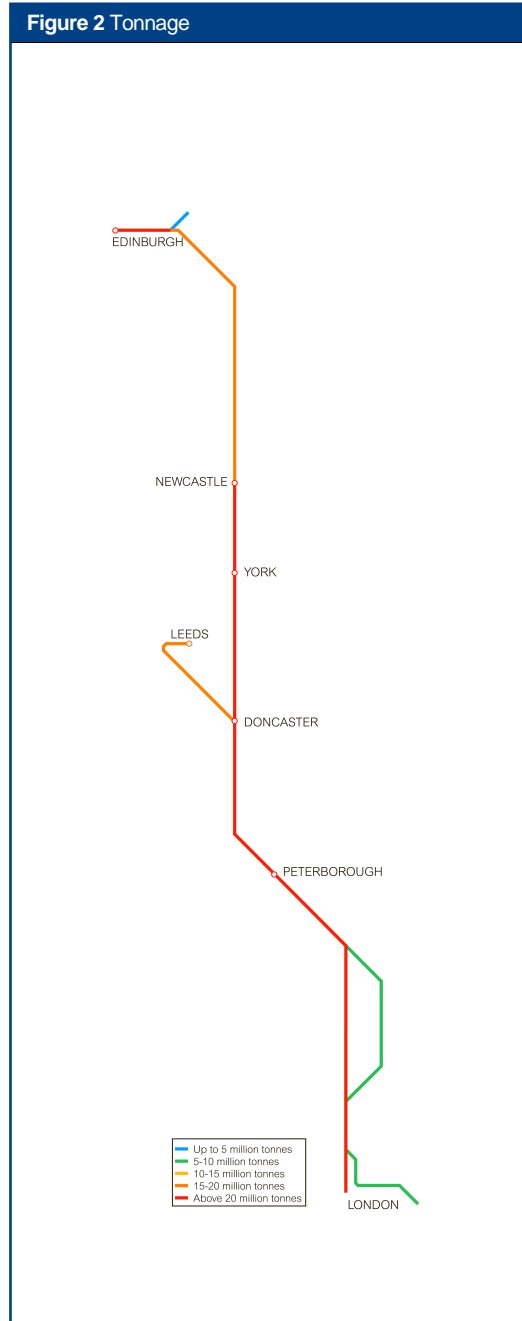 Figure 2 Tonnage
EDINBURGH
NEWCASTLE
YORK
LEEDS
DONCASTER
PETERBOROUGH
Up to 5 million tonnes
5-10 million tonnes
10-15 million tonnes
15-20 million tonnes
Above 20 million tonnes
LONDON